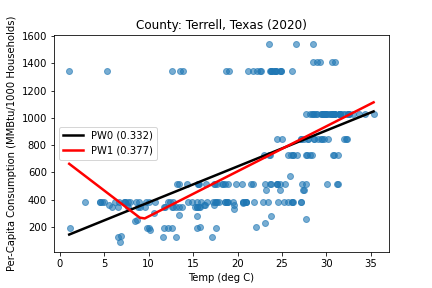 County: Terrell, Texas (2020)
Per-Capita Consumption (MMBtu/1000 Households)
1600
1400
1200
1000
800
600
400
200
PW0 (0.332)
PW1 (0.377)
0 5 10 15 20 25 30 35
Temp (deg C)